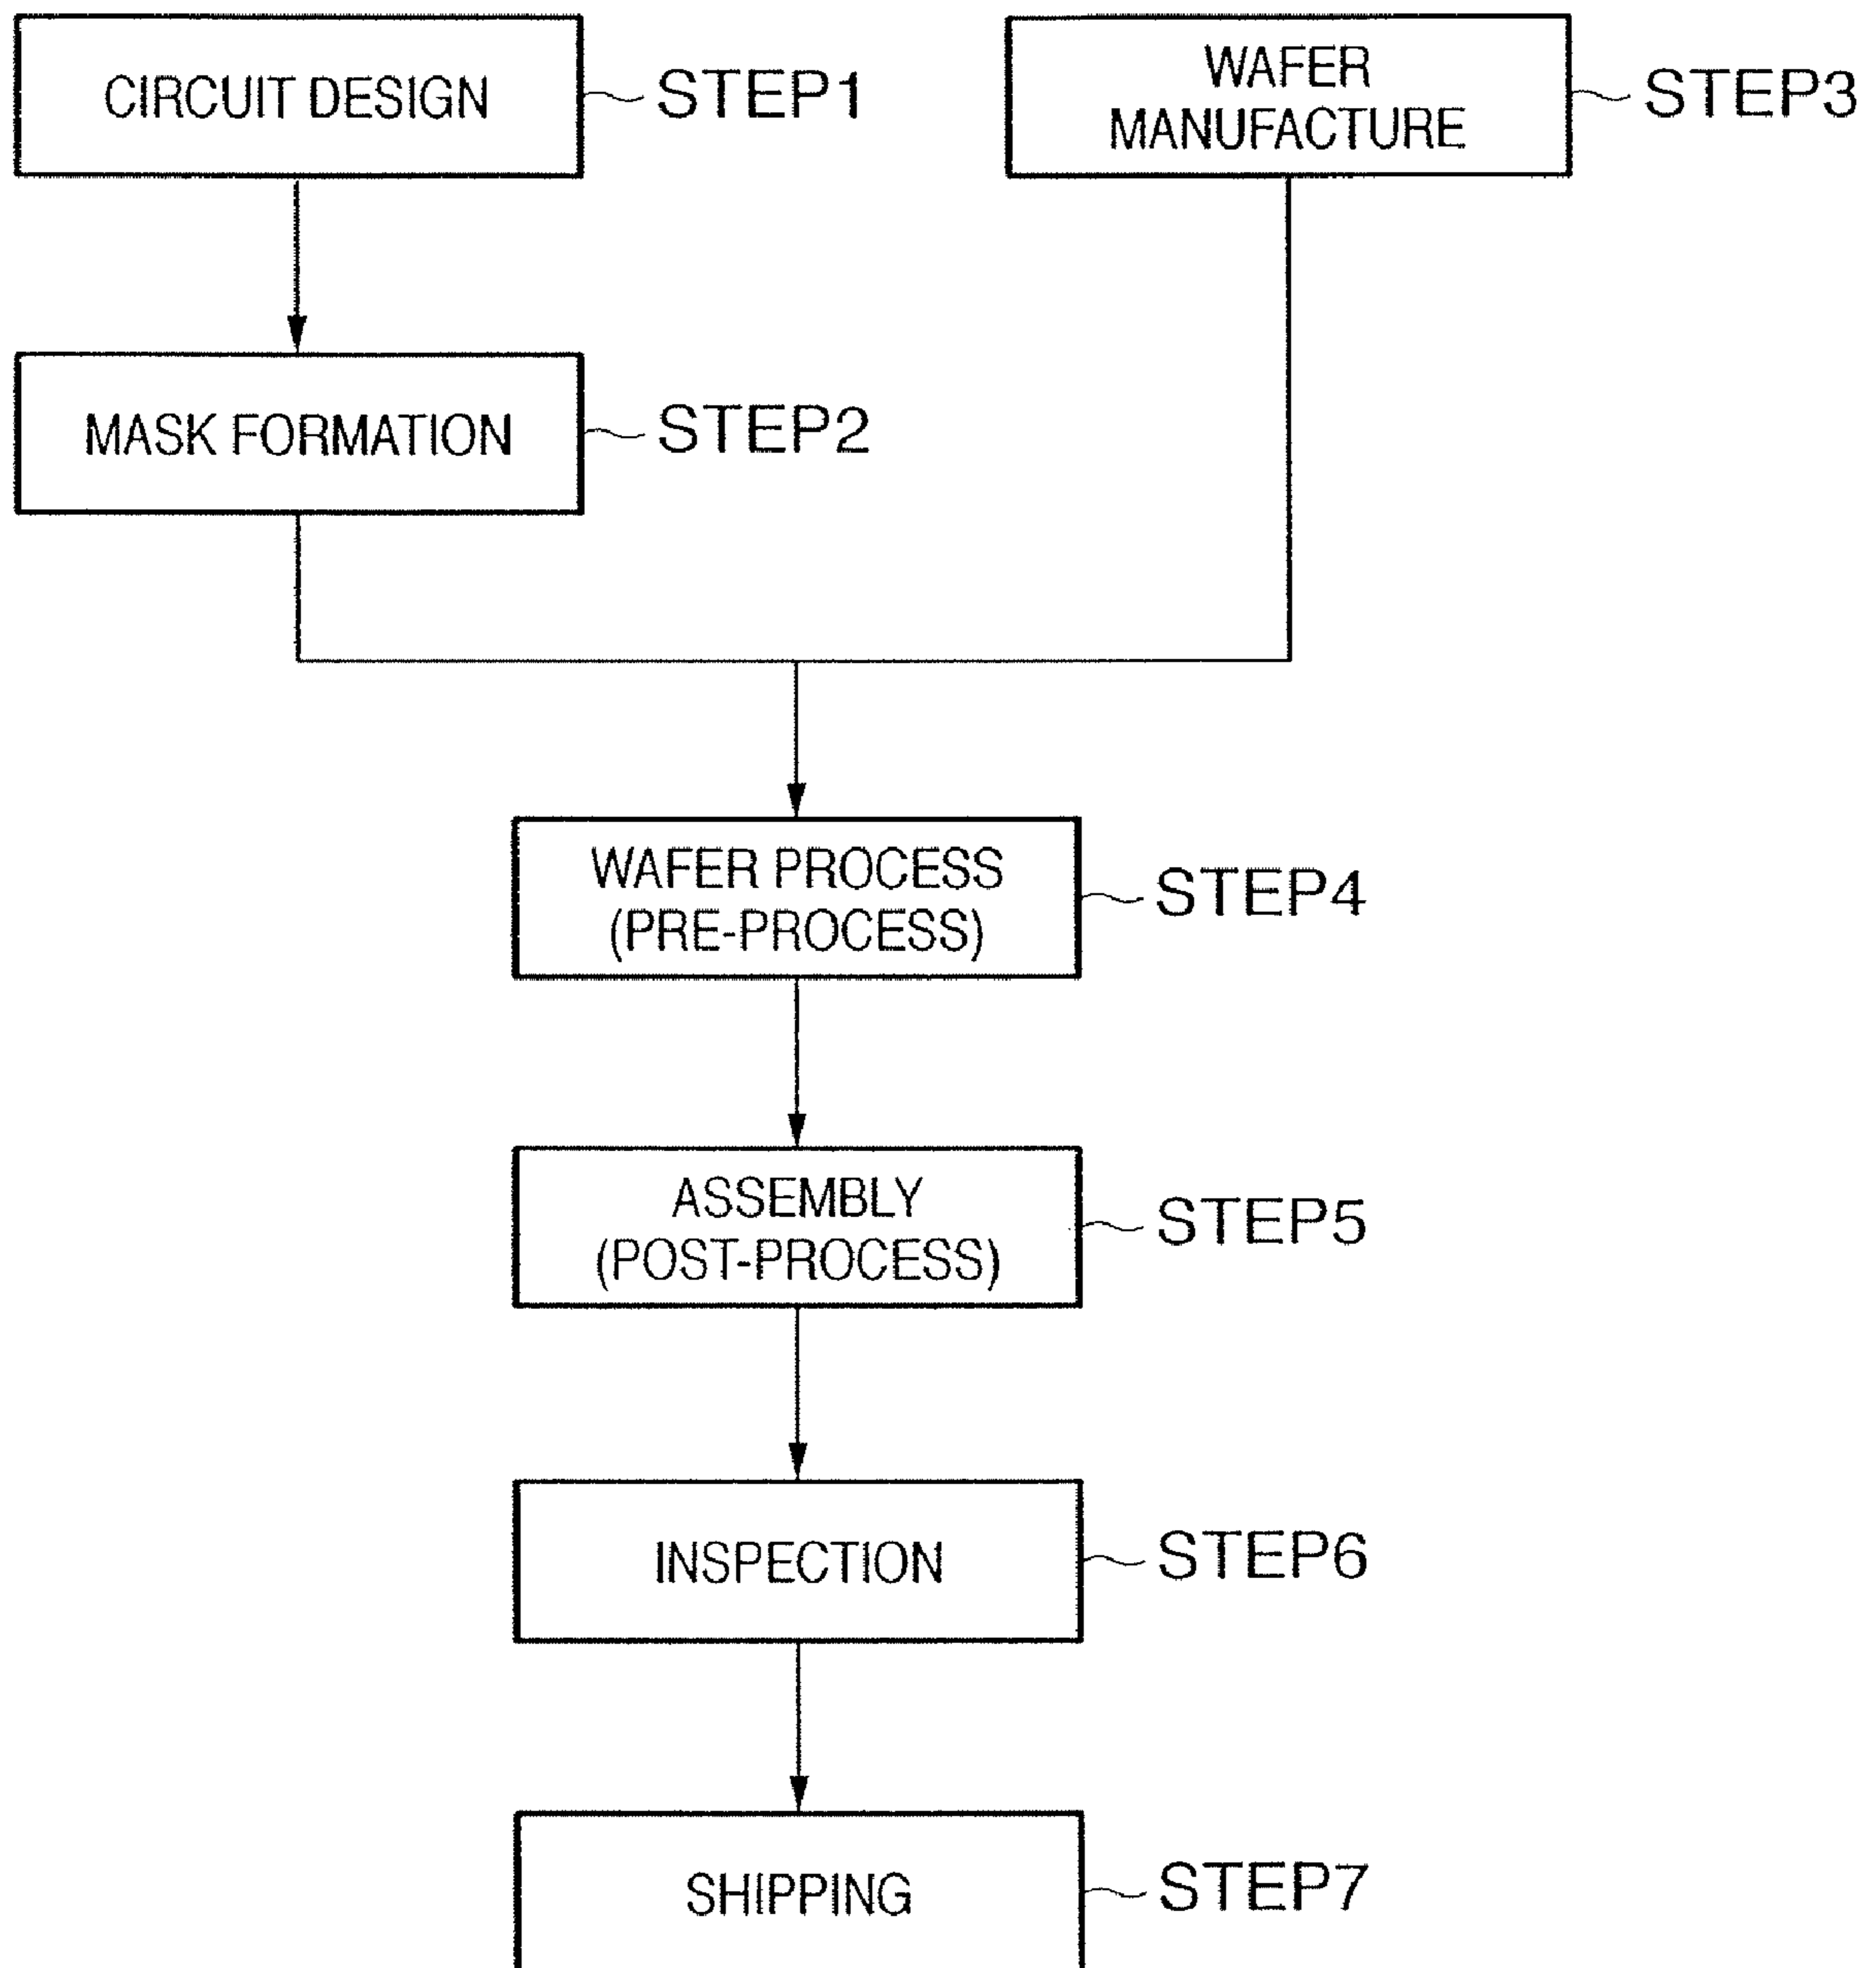 CIRCUIT DESIGN
STEP1
WAFER
MANUFACTURE
STEP3
MASK FORMATION
STEP2
WAFER PROCESS
(PRE-PROCESS)
STEP4
ASSEMBLY
(POST-PROCESS)
STEP5
INSPECTION
STEP6
SHIPPING
STEP7